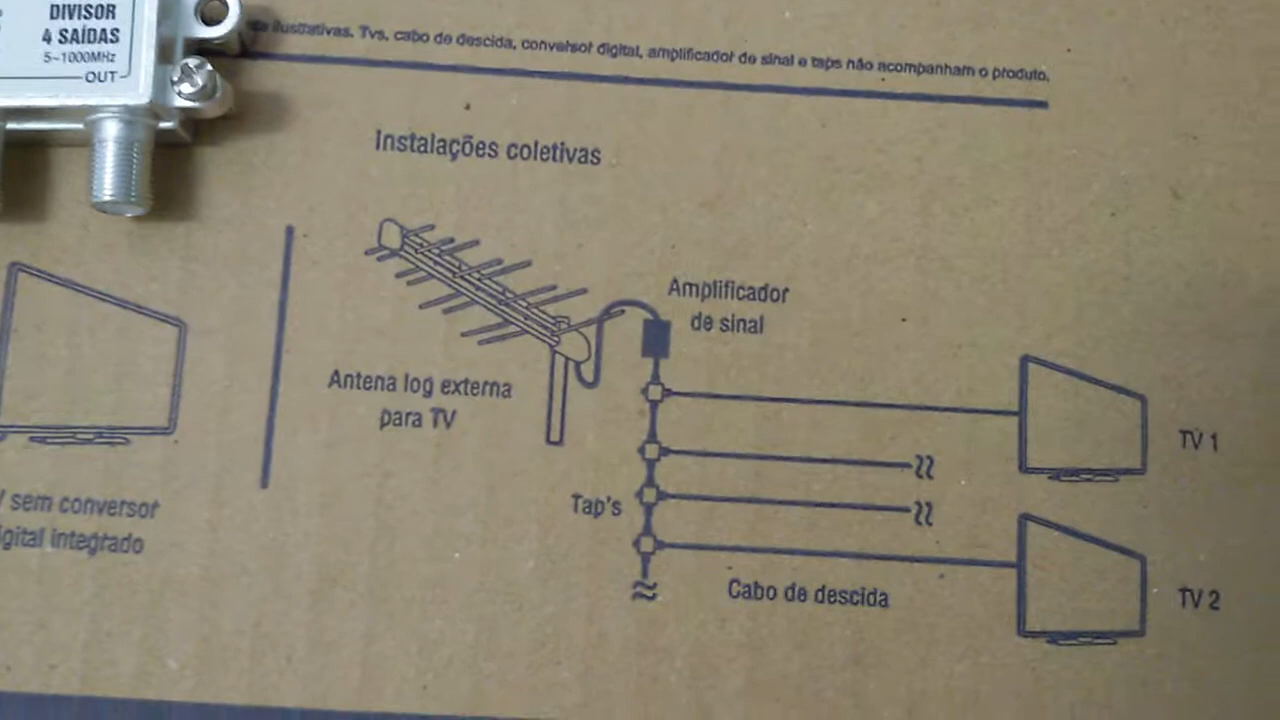 DIVISOR
4 SAÍDAS
5~1000MHz
OUT
ilustrativas. Tvs, cabo de descida, conversor digital, amplificador de sinal e taps não acompanham o produto.
Instalações coletivas
Amplificador
de sinal
Antena log externa
para TV
TV 1
Tap's
sem conversor
igital integrado
Cabo de descida
TV 2